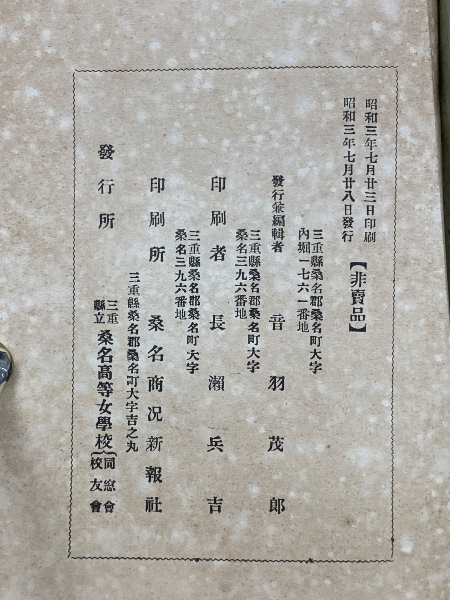 昭和三年七月廿三日印刷
昭和三年七月廿八日發行
【非賣品】
三重縣桑名郡桑名町大字
内堀一七六一番地
發行兼編輯者 音羽茂郎
三重縣桑名郡桑名町大字
桑名三九六番地
印刷者 長瀨兵吉
三重縣桑名郡桑名町大字
桑名三九六番地
印刷所 桑名商况新報社
三重縣桑名郡桑名町大字吉之丸
發行所 三重縣立桑名高等女學校{同窓會 校友會